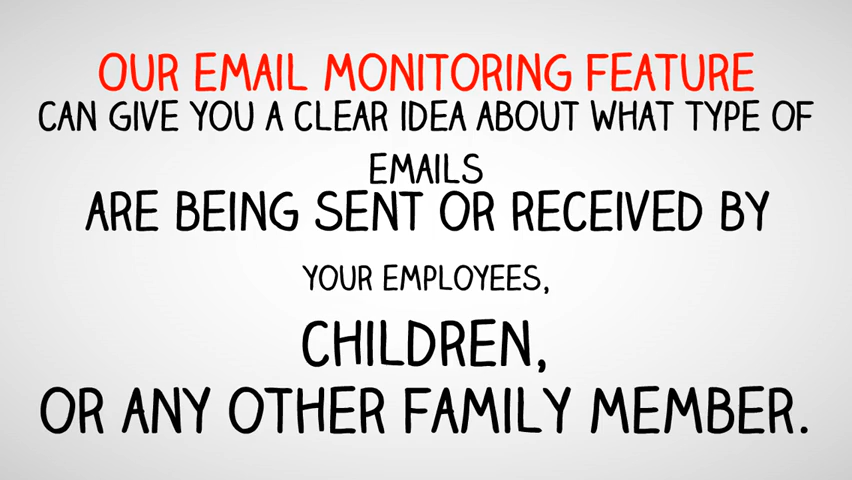 OUR EMAIL MONITORING FEATURE
CAN GIVE YOU A CLEAR IDEA ABOUT WHAT TYPE OF
EMAILS
ARE BEING SENT OR RECEIVED BY
YOUR EMPLOYEES,
CHILDREN,
OR ANY OTHER FAMILY MEMBER.